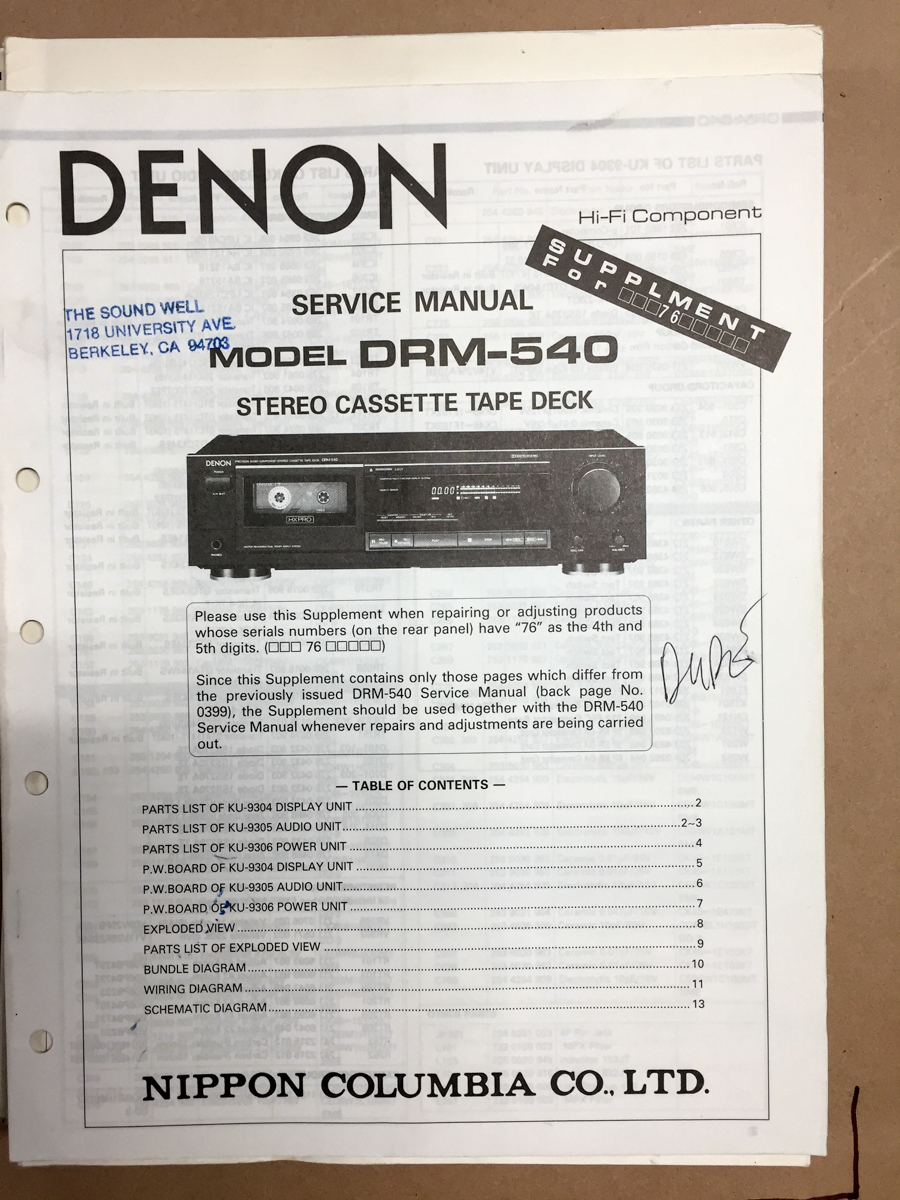 DENON
Hi-Fi Component
SUPPLMENT
For □□□76□□□□□
THE SOUND WELL
1718 UNIVERSITY AVE.
BERKELEY, CA 94703
SERVICE MANUAL
MODEL DRM-540
STEREO CASSETTE TAPE DECK
DENON
HX PRO
Please use this Supplement when repairing or adjusting products
whose serials numbers (on the rear panel) have "76" as the 4th and
5th digits. (□□□ 76 □□□□□)
Since this Supplement contains only those pages which differ from
the previously issued DRM-540 Service Manual (back page No.
0399), the Supplement should be used together with the DRM-540
Service Manual whenever repairs and adjustments are being carried
out.
DUPE
— TABLE OF CONTENTS —
PARTS LIST OF KU-9304 DISPLAY UNIT ... 2
PARTS LIST OF KU-9305 AUDIO UNIT ... 2~3
PARTS LIST OF KU-9306 POWER UNIT ... 4
P.W.BOARD OF KU-9304 DISPLAY UNIT ... 5
P.W.BOARD OF KU-9305 AUDIO UNIT ... 6
P.W.BOARD OF KU-9306 POWER UNIT ... 7
EXPLODED VIEW ... 8
PARTS LIST OF EXPLODED VIEW ... 9
BUNDLE DIAGRAM ... 10
WIRING DIAGRAM ... 11
SCHEMATIC DIAGRAM ... 13
NIPPON COLUMBIA CO., LTD.